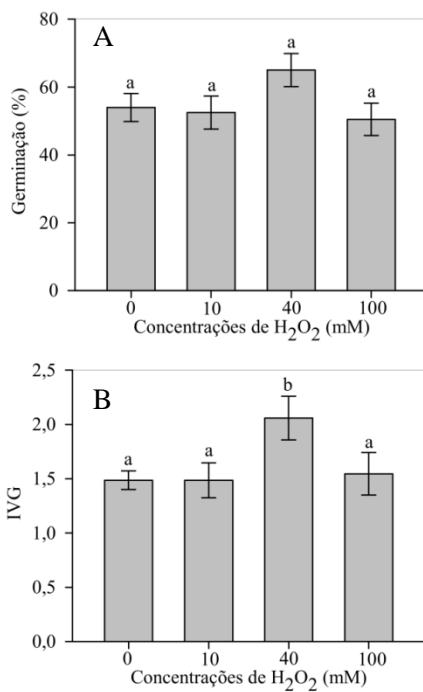 80
A
a
a
a
a
60
40
20
0
Germinação (%)
0 10 40 100
Concentrações de H₂O₂ (mM)
2,5
B
b
a
a
a
2,0
1,5
1,0
0,5
0,0
IVG
0 10 40 100
Concentrações de H₂O₂ (mM)